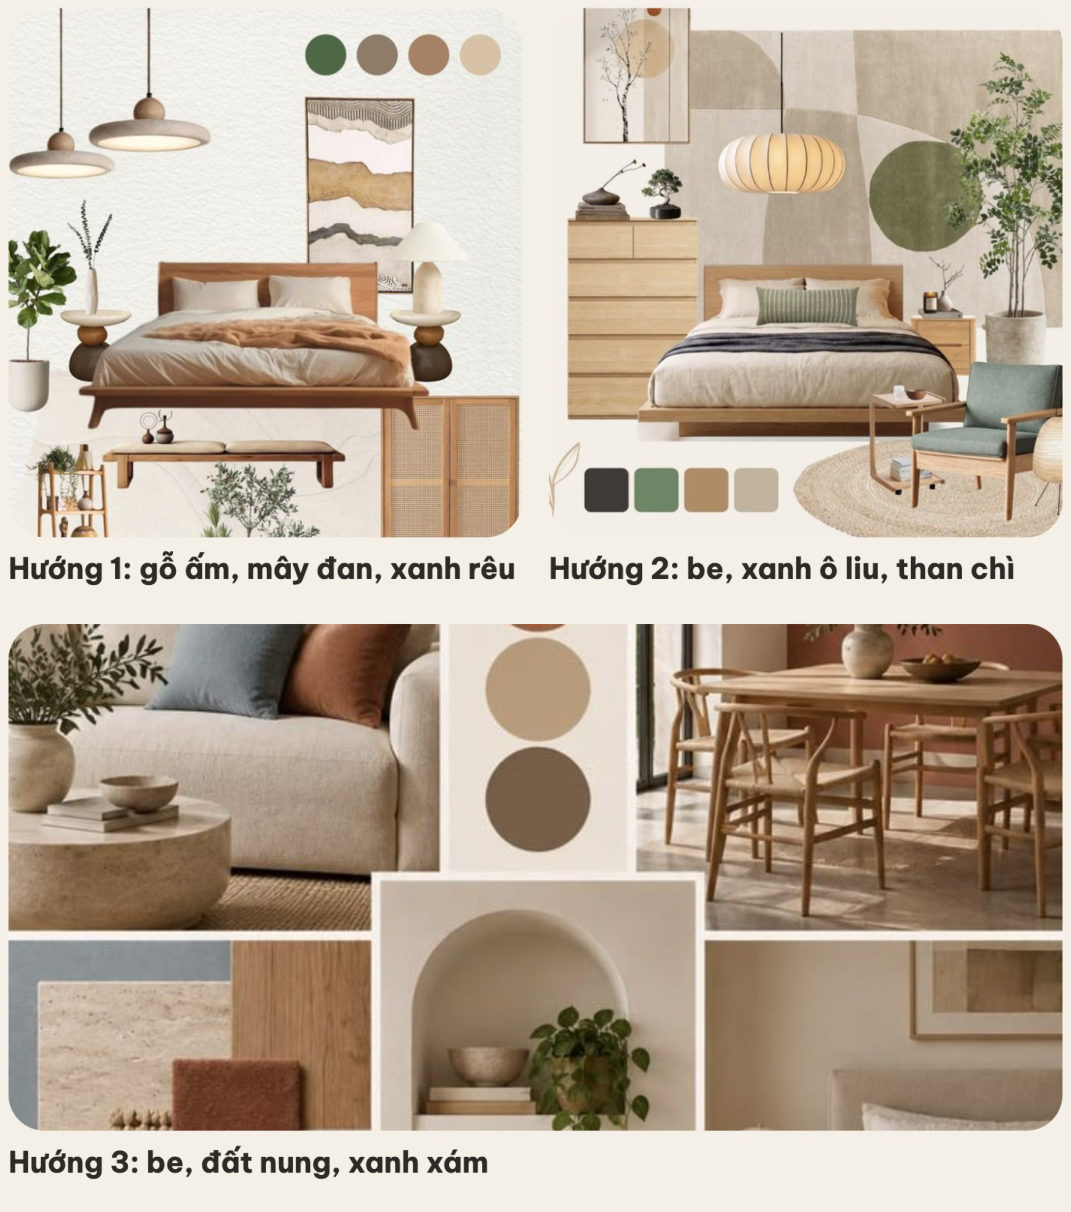 Hướng 1: gỗ ấm, mây đan, xanh rêu
Hướng 2: be, xanh ô liu, than chì
Hướng 3: be, đất nung, xanh xám